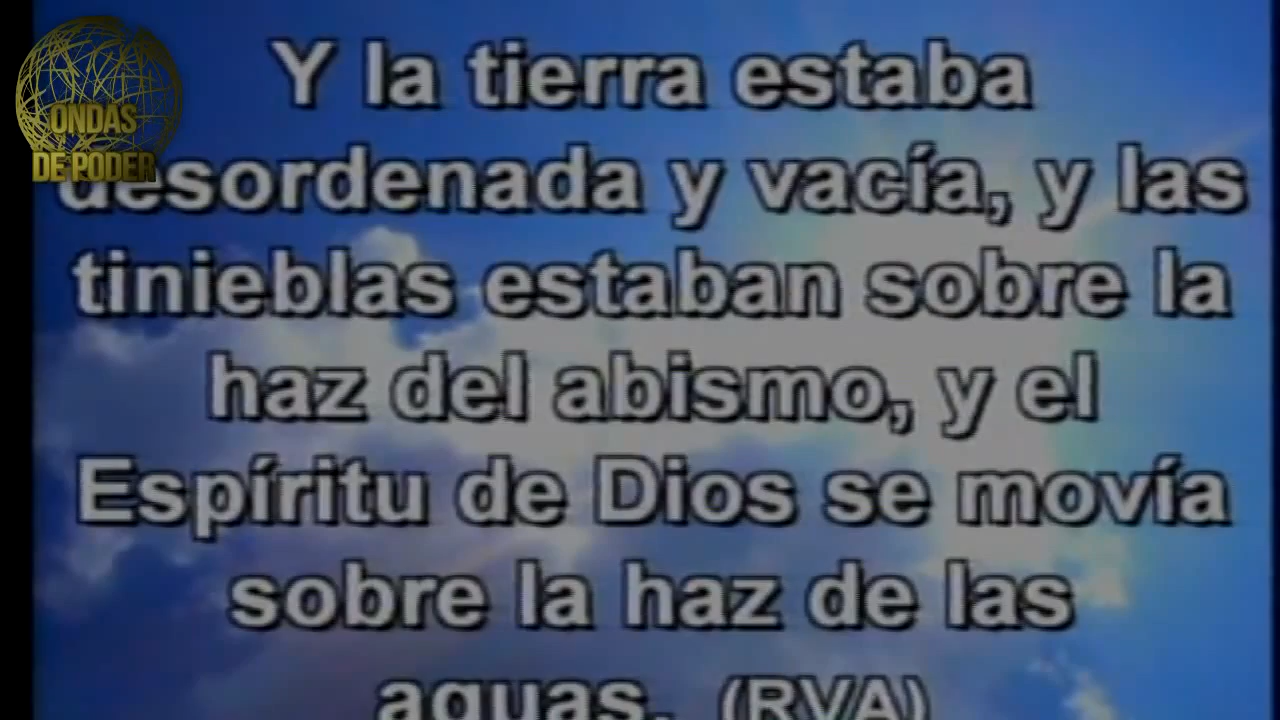 ONDAS
DE PODER
Y la tierra estaba
desordenada y vacía, y las
tinieblas estaban sobre la
haz del abismo, y el
Espíritu de Dios se movía
sobre la haz de las
aguas. (RVA)